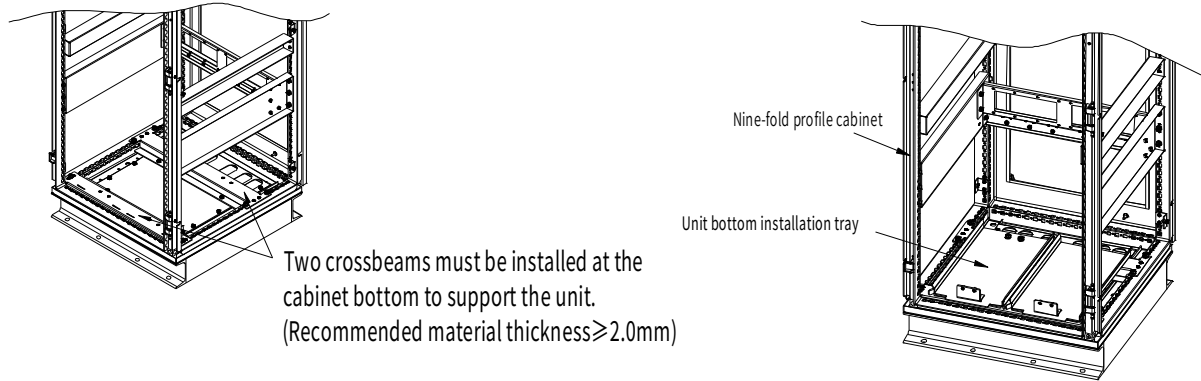 Two crossbeams must be installed at the
cabinet bottom to support the unit.
(Recommended material thickness≥2.0mm)
Nine-fold profile cabinet
Unit bottom installation tray